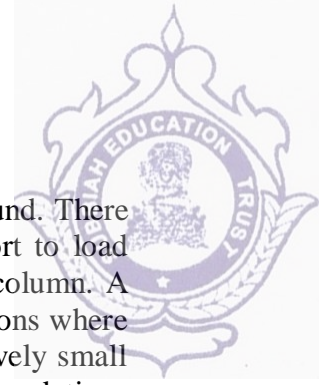 EDUCATION
TRUST
und. There
rt to load
column. A
ons where
vely small